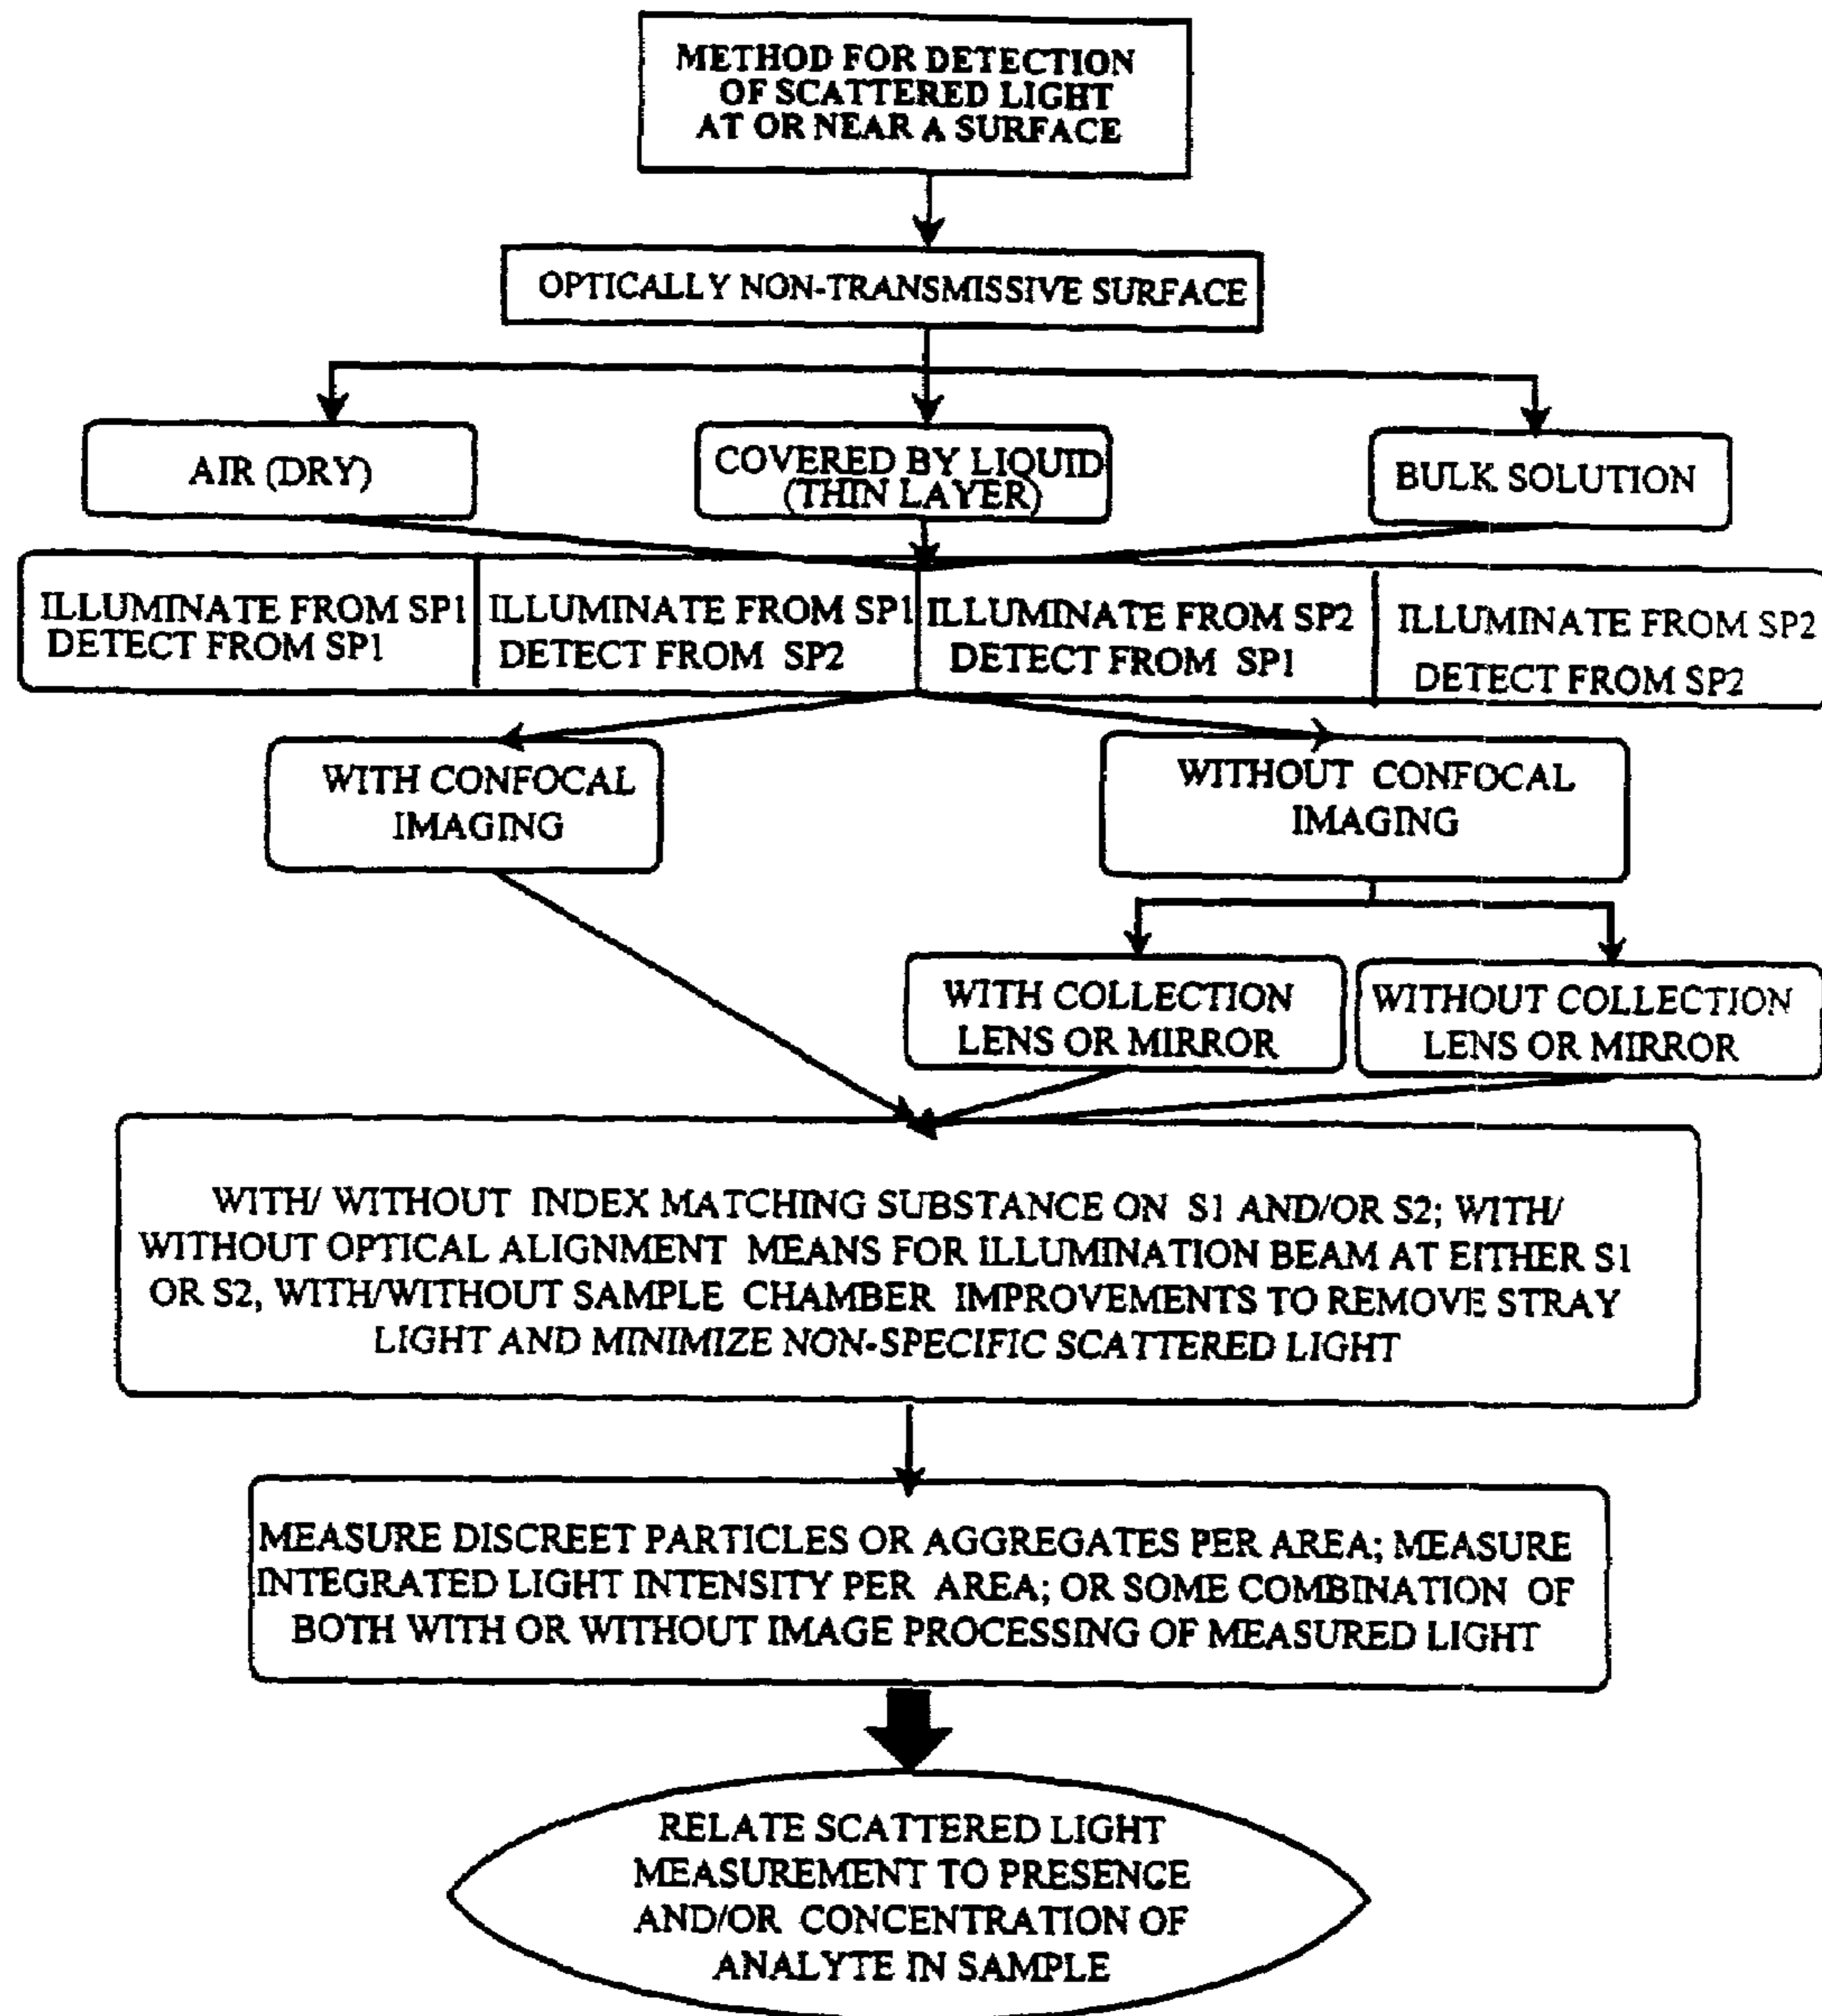 METHOD FOR DETECTION
OF SCATTERED LIGHT
AT OR NEAR A SURFACE
OPTICALLY NON-TRANSMISSIVE SURFACE
AIR (DRY)
COVERED BY LIQUID
(THIN LAYER)
BULK SOLUTION
ILLUMINATE FROM SP1
DETECT FROM SP1
ILLUMINATE FROM SP1
DETECT FROM SP2
ILLUMINATE FROM SP2
DETECT FROM SP1
ILLUMINATE FROM SP2
DETECT FROM SP2
WITH CONFOCAL
IMAGING
WITHOUT CONFOCAL
IMAGING
WITH COLLECTION
LENS OR MIRROR
WITHOUT COLLECTION
LENS OR MIRROR
WITH/ WITHOUT INDEX MATCHING SUBSTANCE ON S1 AND/OR S2; WITH/
WITHOUT OPTICAL ALIGNMENT MEANS FOR ILLUMINATION BEAM AT EITHER S1
OR S2, WITH/WITHOUT SAMPLE CHAMBER IMPROVEMENTS TO REMOVE STRAY
LIGHT AND MINIMIZE NON-SPECIFIC SCATTERED LIGHT
MEASURE DISCREET PARTICLES OR AGGREGATES PER AREA; MEASURE
INTEGRATED LIGHT INTENSITY PER AREA; OR SOME COMBINATION OF
BOTH WITH OR WITHOUT IMAGE PROCESSING OF MEASURED LIGHT
RELATE SCATTERED LIGHT
MEASUREMENT TO PRESENCE
AND/OR CONCENTRATION OF
ANALYTE IN SAMPLE